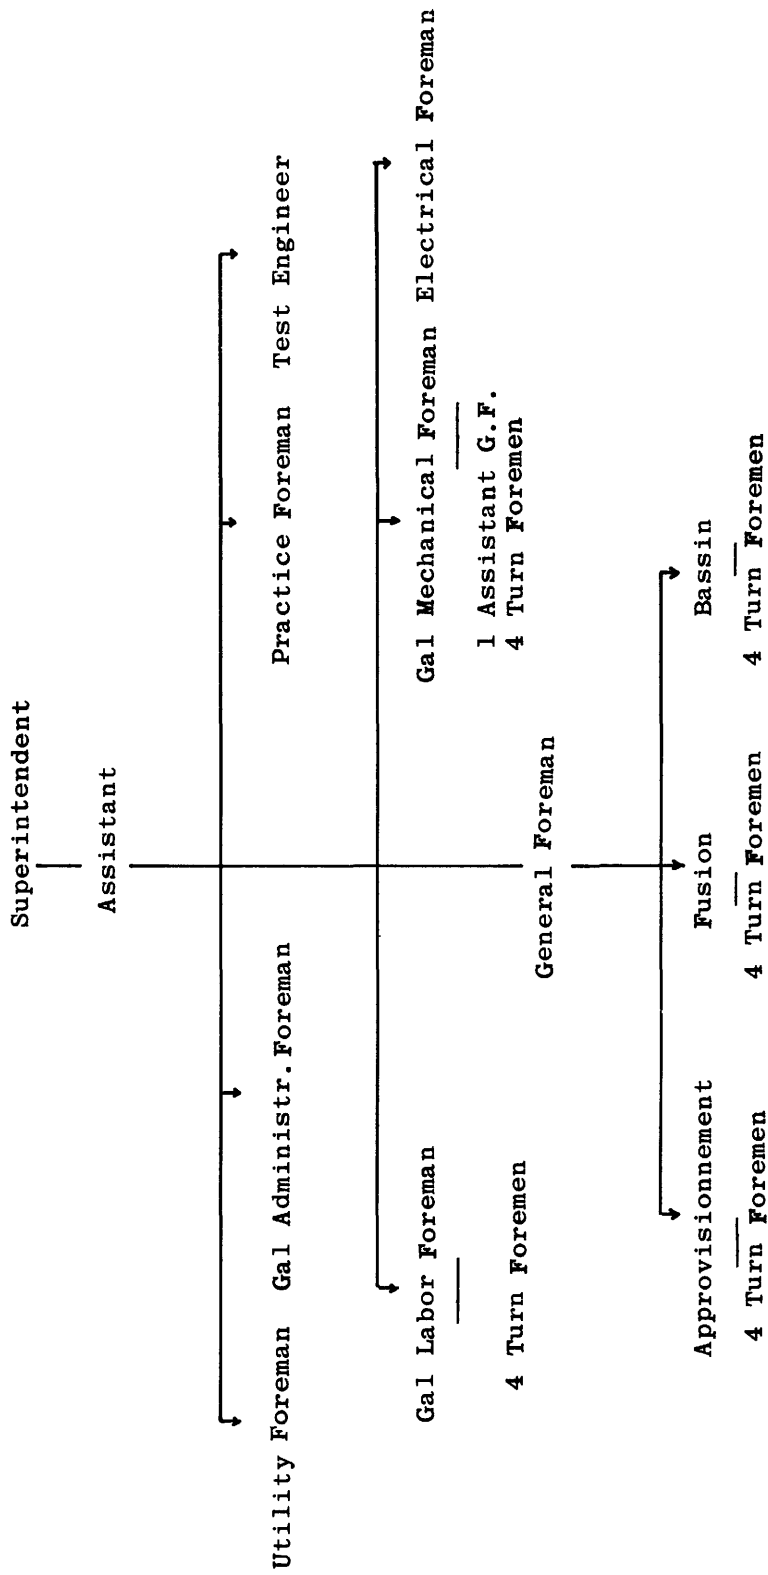 Superintendent
Assistant
Utility Foreman Gal Administr.Foreman Practice Foreman Test Engineer
Gal Labor Foreman Gal Mechanical Foreman Electrical Foreman
1 Assistant G.F.
4 Turn Foremen 4 Turn Foremen
General Foreman
Approvisionnement Fusion Bassin
4 Turn Foremen 4 Turn Foremen 4 Turn Foremen